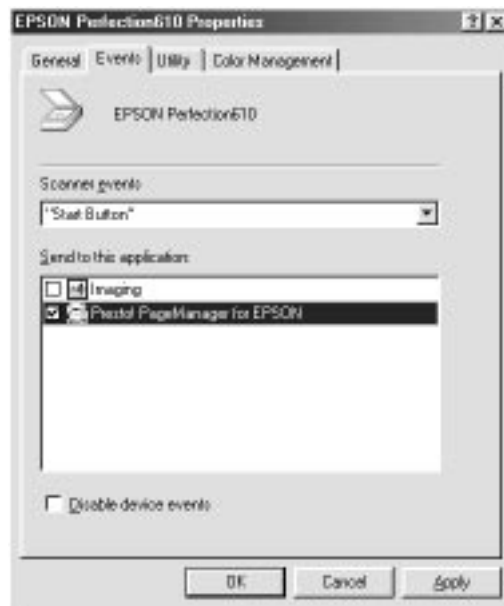 EPSON Perfection610 Properties
General Events Utility Color Management
EPSON Perfection610
Scanner events
"Start Button"
Send to this application:
Imaging
Presto! PageManager for EPSON
Disable device events
OK Cancel Apply